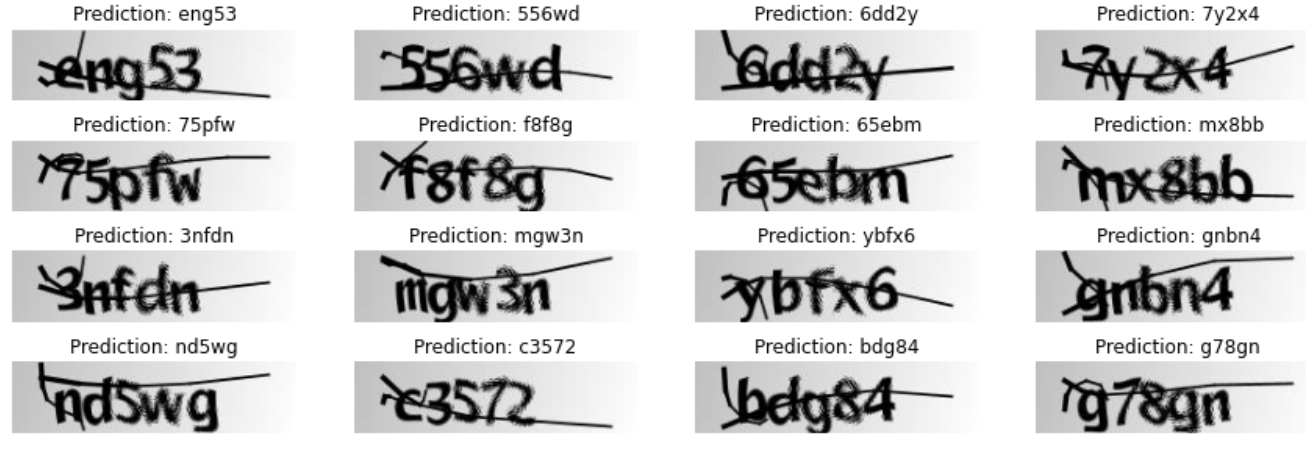 Prediction: eng53 Prediction: 556wd Prediction: 6dd2y Prediction: 7y2x4
eng53 556wd 6dd2y 7y2x4
Prediction: 75pfw Prediction: f8f8g Prediction: 65ebm Prediction: mx8bb
75pfw f8f8g 65ebm mx8bb
Prediction: 3nfdn Prediction: mgw3n Prediction: ybfx6 Prediction: gnbn4
3nfdn mgw3n ybfx6 gnbn4
Prediction: nd5wg Prediction: c3572 Prediction: bdg84 Prediction: g78gn
nd5wg c3572 bdg84 g78gn